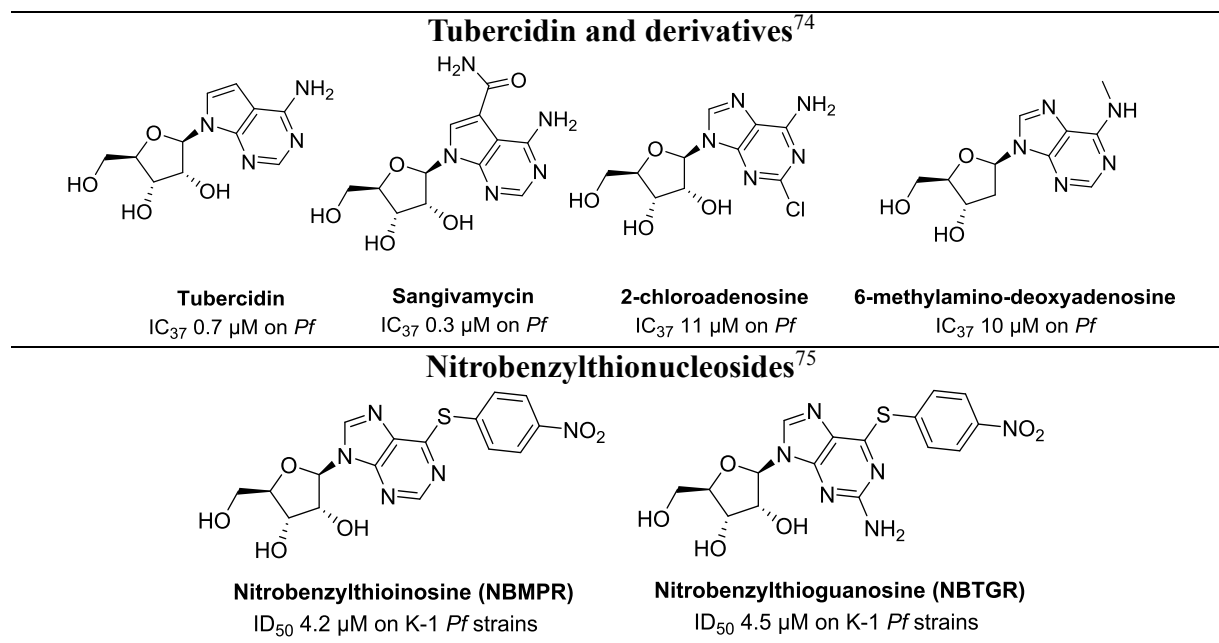 Tubercidin and derivatives74
H2N
O
NH2
N
N
N
O
HO
HO
OH
NH2
N
N
N
O
HO
HO
OH
N
NH2
N
N
N
O
HO
HO
OH
Cl
NH
N
N
N
N
O
HO
HO
Tubercidin
Sangivamycin
2-chloroadenosine
6-methylamino-deoxyadenosine
IC37 0.7 µM on Pf
IC37 0.3 µM on Pf
IC37 11 µM on Pf
IC37 10 µM on Pf
Nitrobenzylthionucleosides75
S
NO2
N
N
N
N
O
HO
HO
OH
S
NO2
N
N
N
N
NH2
O
HO
HO
OH
Nitrobenzylthioinosine (NBMPR)
Nitrobenzylthioguanosine (NBTGR)
ID50 4.2 µM on K-1 Pf strains
ID50 4.5 µM on K-1 Pf strains